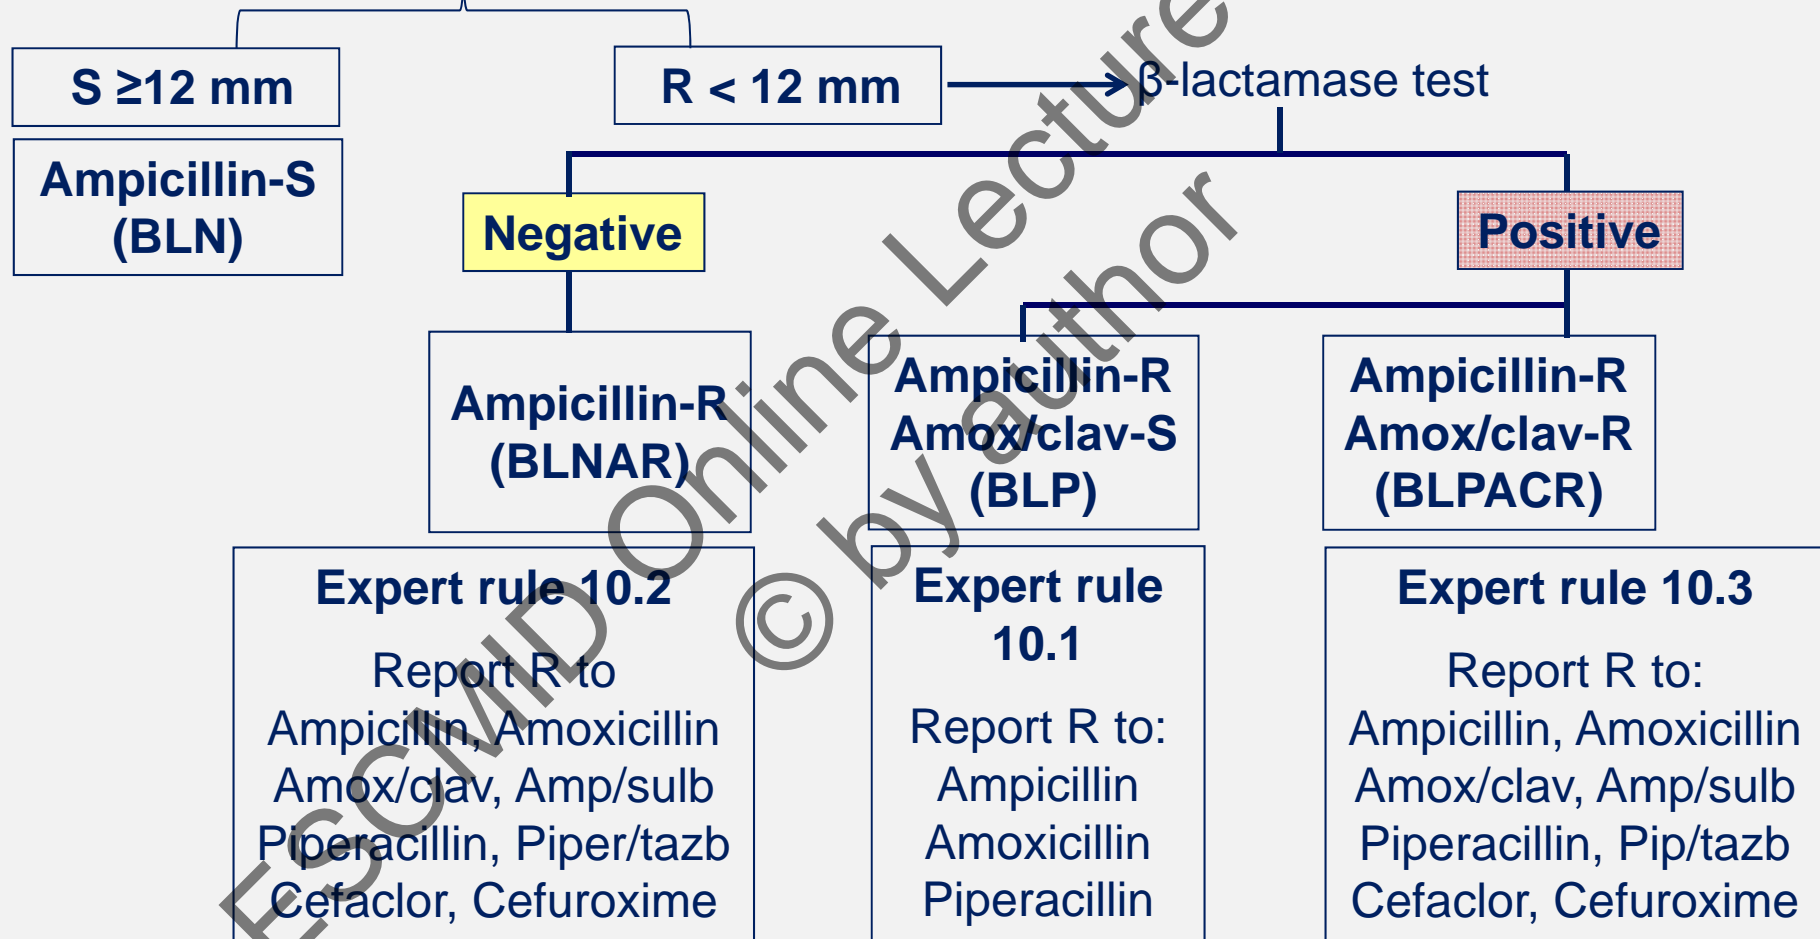 S ≥12 mm
R < 12 mm
β-lactamase test
Ampicillin-S
(BLN)
Negative
Positive
Ampicillin-R
(BLNAR)
Ampicillin-R
Amox/clav-S
(BLP)
Ampicillin-R
Amox/clav-R
(BLPACR)
Expert rule 10.2
Report R to
Ampicillin, Amoxicillin
Amox/clav, Amp/sulb
Piperacillin, Piper/tazb
Cefaclor, Cefuroxime
Expert rule
10.1
Report R to:
Ampicillin
Amoxicillin
Piperacillin
Expert rule 10.3
Report R to:
Ampicillin, Amoxicillin
Amox/clav, Amp/sulb
Piperacillin, Pip/tazb
Cefaclor, Cefuroxime
ESCMID Online Lecture
© by author